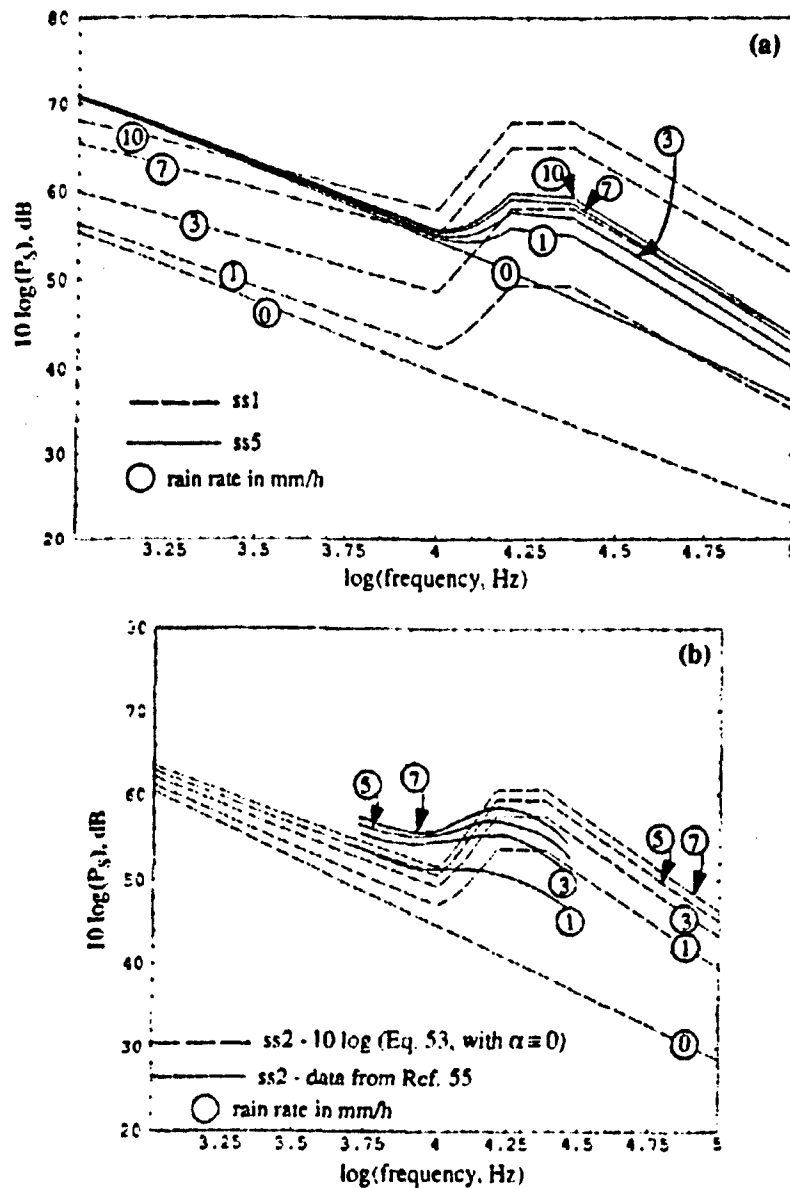 (a)
80
70
60
50
40
30
20
10 log(P_S), dB
10
7
3
1
0
10
7
3
1
0
ss1
ss5
rain rate in mm/h
3.25 3.5 3.75 4 4.25 4.5 4.75 5
log(frequency, Hz)
(b)
90
70
60
50
40
30
20
10 log(P_S), dB
5
7
3
1
5
7
3
1
0
ss2 - 10 log (Eq. 53, with α≡0)
ss2 - data from Ref. 55
rain rate in mm/h
3.25 3.5 3.75 4 4.25 4.5 4.75 5
log(frequency, Hz)